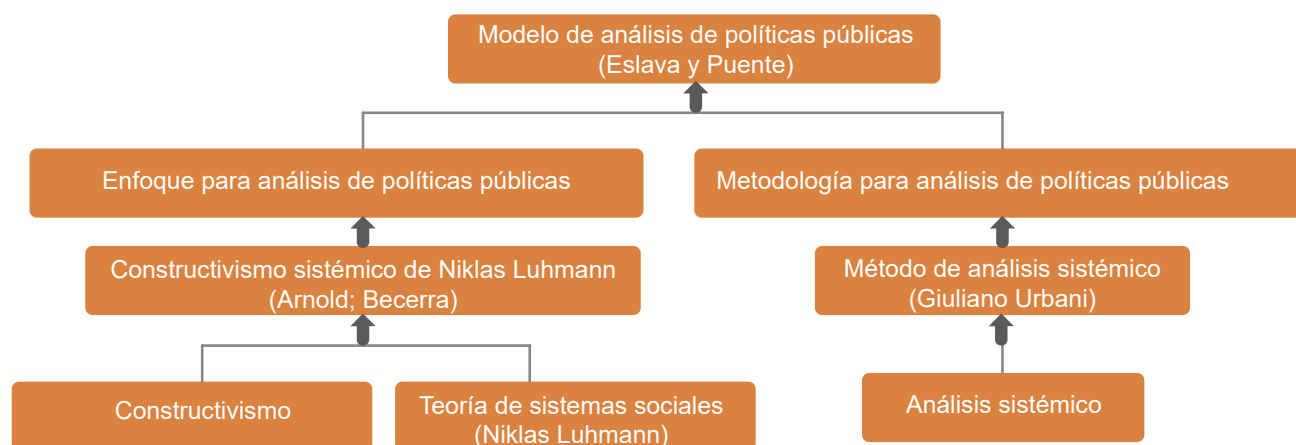 Modelo de análisis de políticas públicas
(Eslava y Puente)
Enfoque para análisis de políticas públicas
Metodología para análisis de políticas públicas
Constructivismo sistémico de Niklas Luhmann
(Arnold; Becerra)
Método de análisis sistémico
(Giuliano Urbani)
Constructivismo
Teoría de sistemas sociales
(Niklas Luhmann)
Análisis sistémico